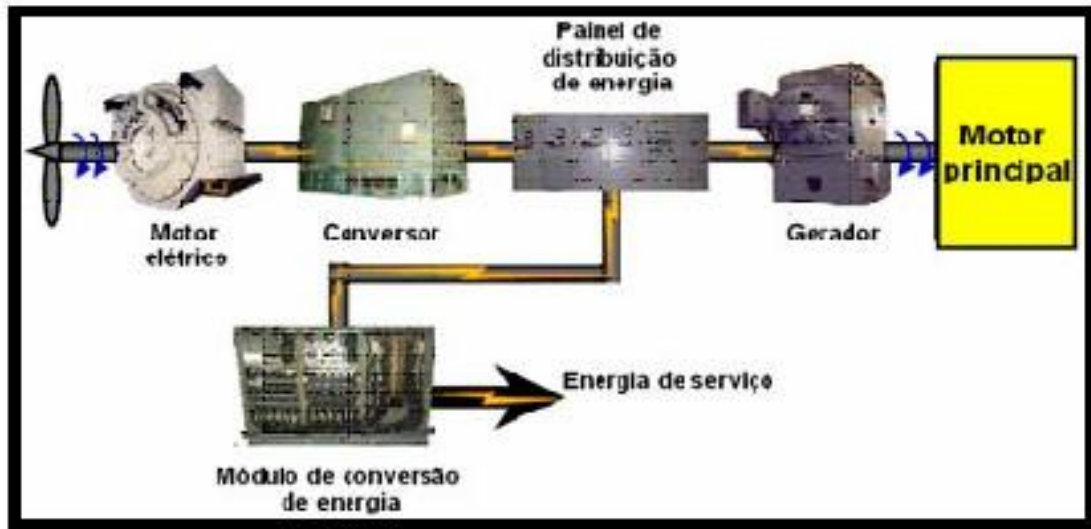 Painel de
distribuição
de energia
Motor
principal
Motor
elétrico
Conversor
Gerador
Energia de serviço
Módulo de conversão
de energia